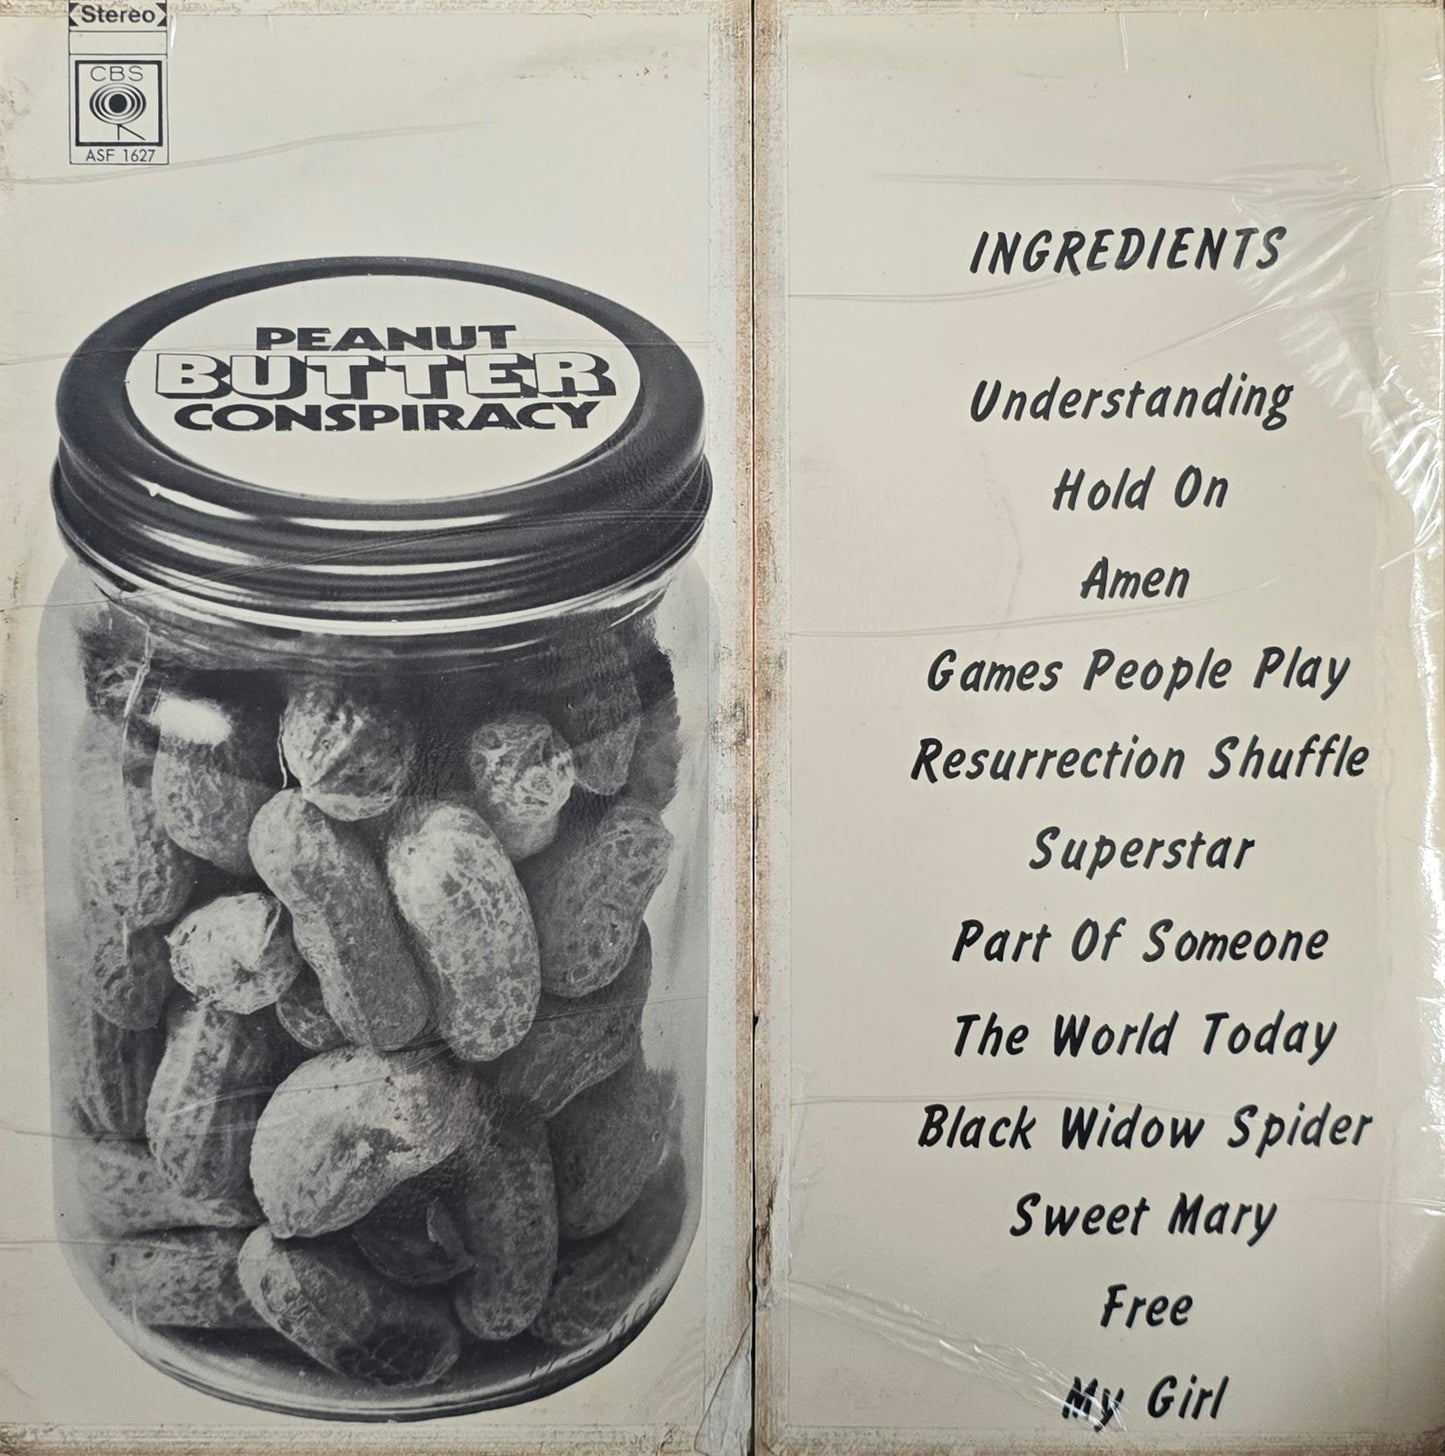 Stereo
CBS
ASF 1627
PEANUT
BUTTER
CONSPIRACY
INGREDIENTS
Understanding
Hold On
Amen
Games People Play
Resurrection Shuffle
Superstar
Part Of Someone
The World Today
Black Widow Spider
Sweet Mary
Free
My Girl